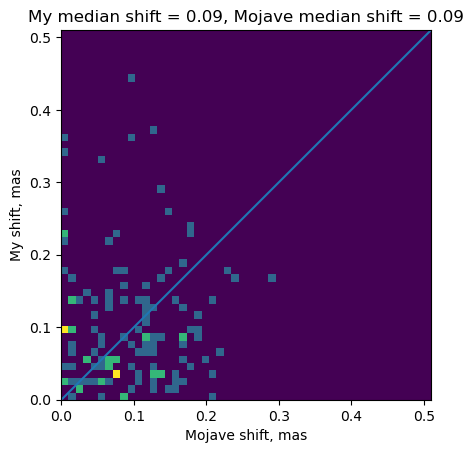 My median shift = 0.09, Mojave median shift = 0.09
0.5
0.4
0.3
0.2
0.1
0.0
My shift, mas
0.0 0.1 0.2 0.3 0.4 0.5
Mojave shift, mas